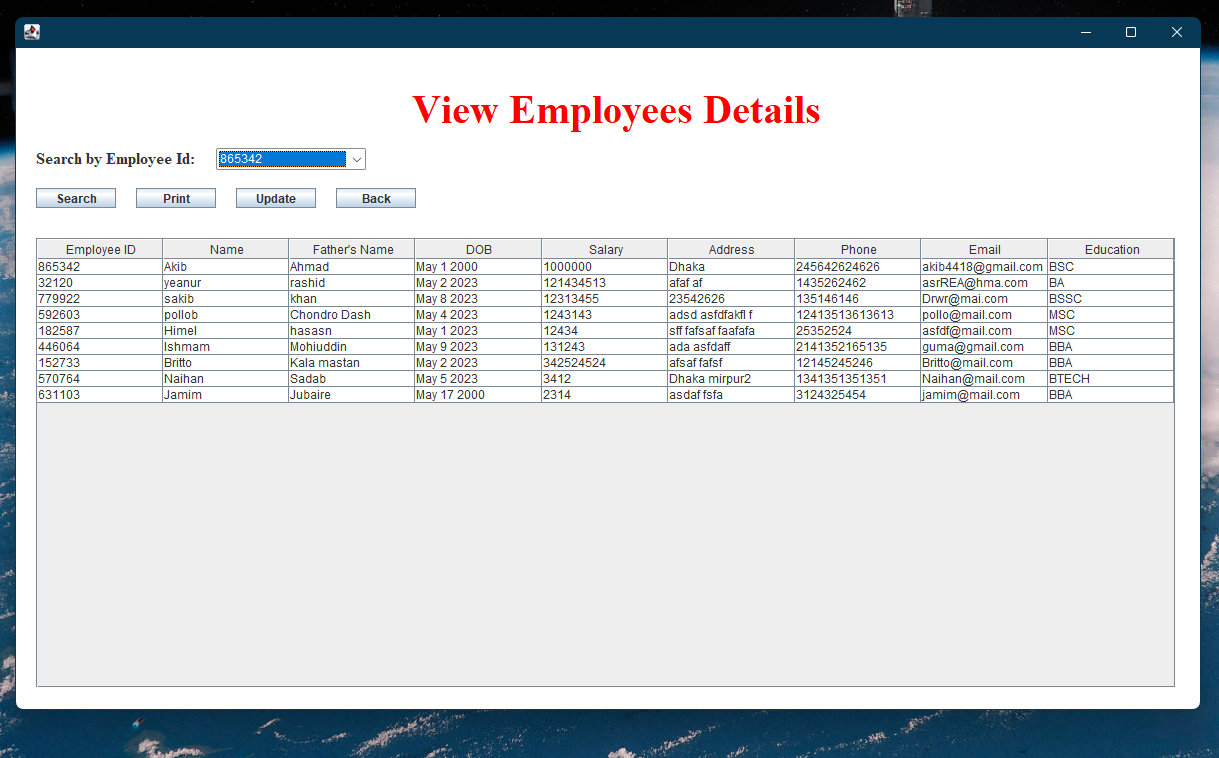 View Employees Details
Search by Employee Id: 865342
Search Print Update Back
Employee ID Name Father's Name DOB Salary Address Phone Email Education
865342 Akib Ahmad May 1 2000 1000000 Dhaka 245642624626 akib4418@gmail.com BSC
32120 yeanur rashid May 2 2023 121434513 afaf af 1435262462 asrREA@hma.com BA
779922 sakib khan May 8 2023 12313455 23542626 135146146 Drwr@mai.com BSSC
592603 pollob Chondro Dash May 4 2023 1243143 adsd asfdfakfl f 12413513613613 pollo@mail.com MSC
182587 Himel hasasn May 1 2023 12434 sff fafsaf faafafa 25352524 asfdf@mail.com MSC
446064 Ishmam Mohiuddin May 9 2023 131243 ada asfdaff 2141352165135 guma@gmail.com BBA
152733 Britto Kala mastan May 2 2023 342524524 afsaf fafsf 12145245246 Britto@mail.com BBA
570764 Naihan Sadab May 5 2023 3412 Dhaka mirpur2 1341351351351 Naihan@mail.com BTECH
631103 Jamim Jubaire May 17 2000 2314 asdaf fsfa 3124325454 jamim@mail.com BBA